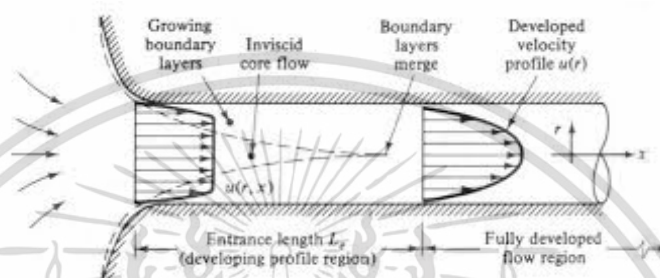 Growing
boundary
layers
Inviscid
core flow
Boundary
layers
merge
Developed
velocity
profile u(r)
r
x
u(r, x)
Entrance length Le
(developing profile region)
Fully developed
flow region